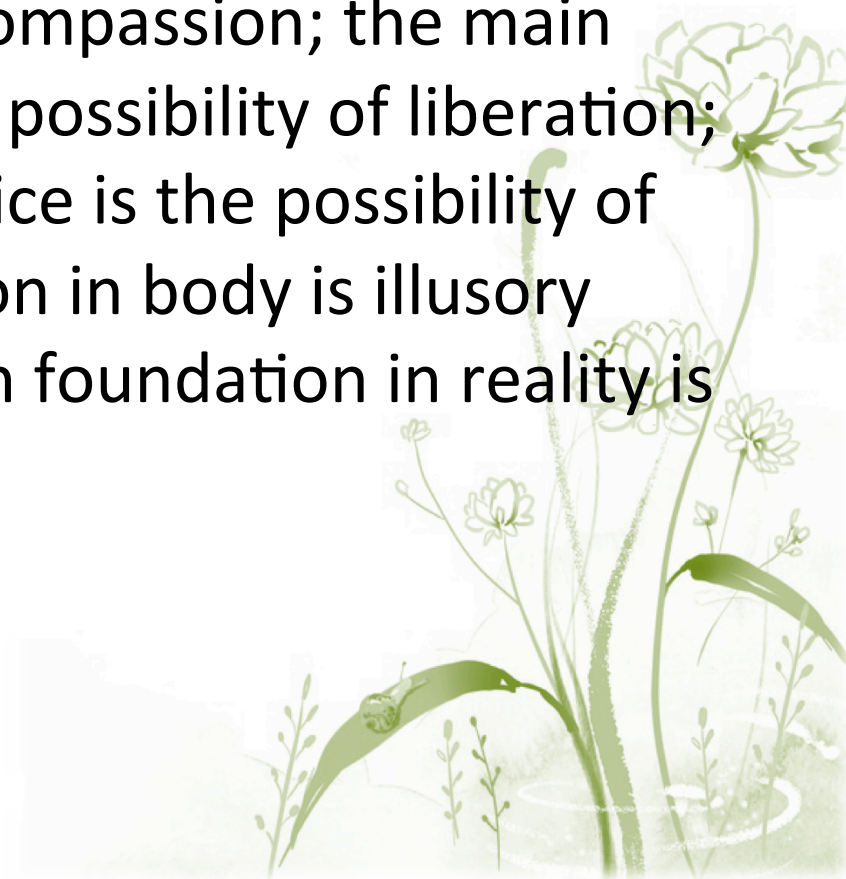 ompassion; the main
possibility of liberation;
ice is the possibility of
on in body is illusory
n foundation in reality is